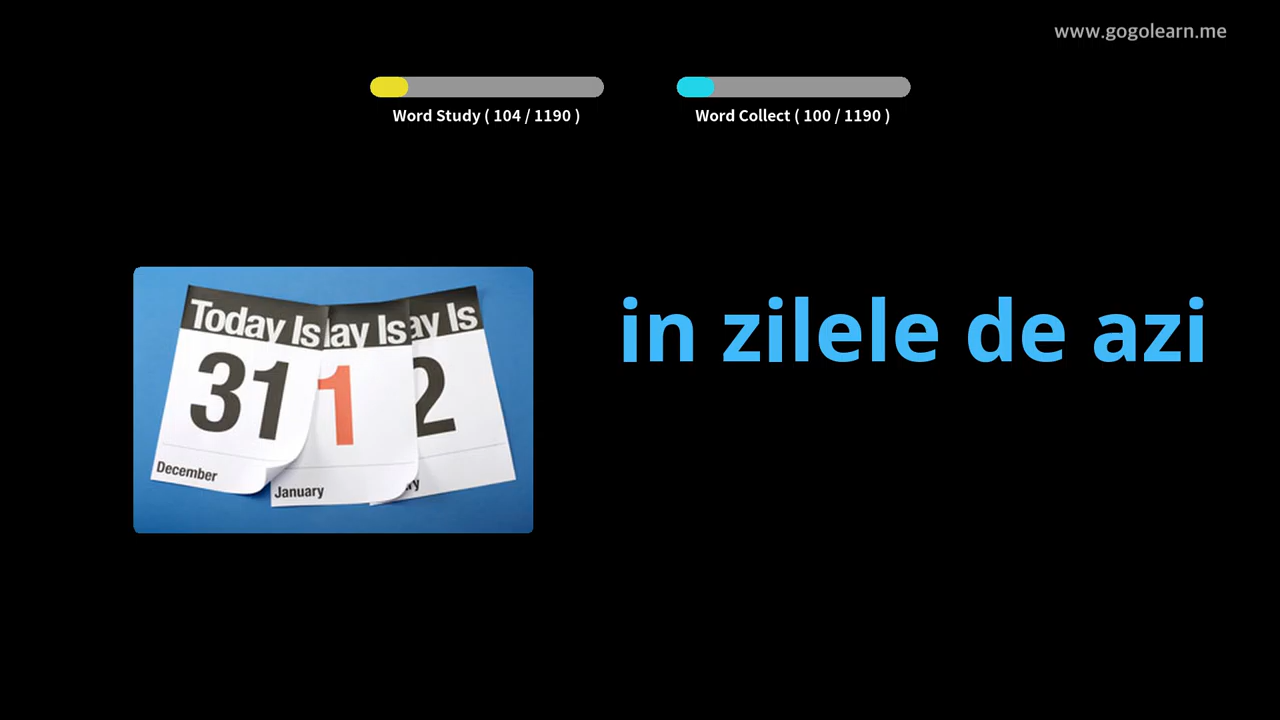 www.gogolearn.me
Word Study ( 104 / 1190 )
Word Collect ( 100 / 1190 )
in zilele de azi
Today Is
ay Is
ay Is
31
1
2
December
January
ry